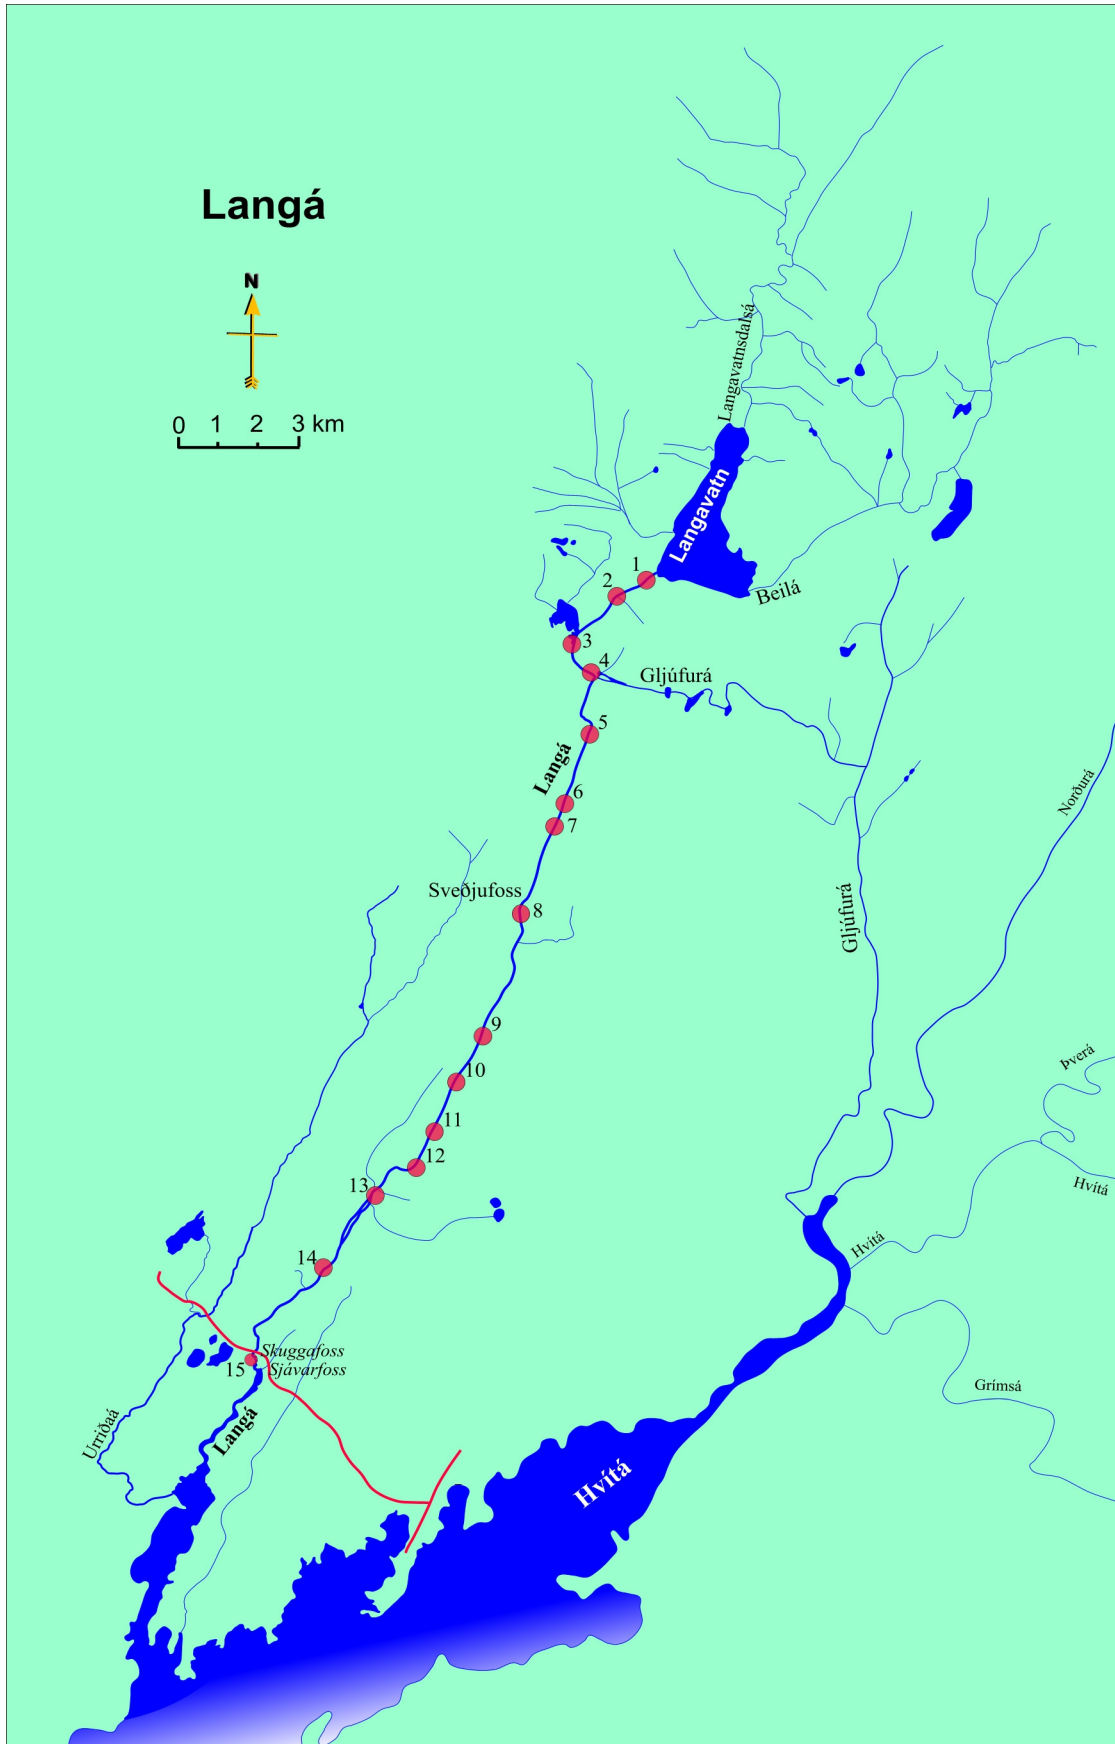 Langá
N
0 1 2 3 km
Langavatnsdalsá
Langavatn
Beilá
1
2
3
4
Gljúfurá
5
Langá
6
7
Sveðjufoss
8
Norðurá
Gljúfurá
9
10
Þverá
11
12
13
Hvítá
Hvítá
14
Skuggafoss
15
Sjávarfoss
Grímsá
Urriðaá
Langá
Hvítá